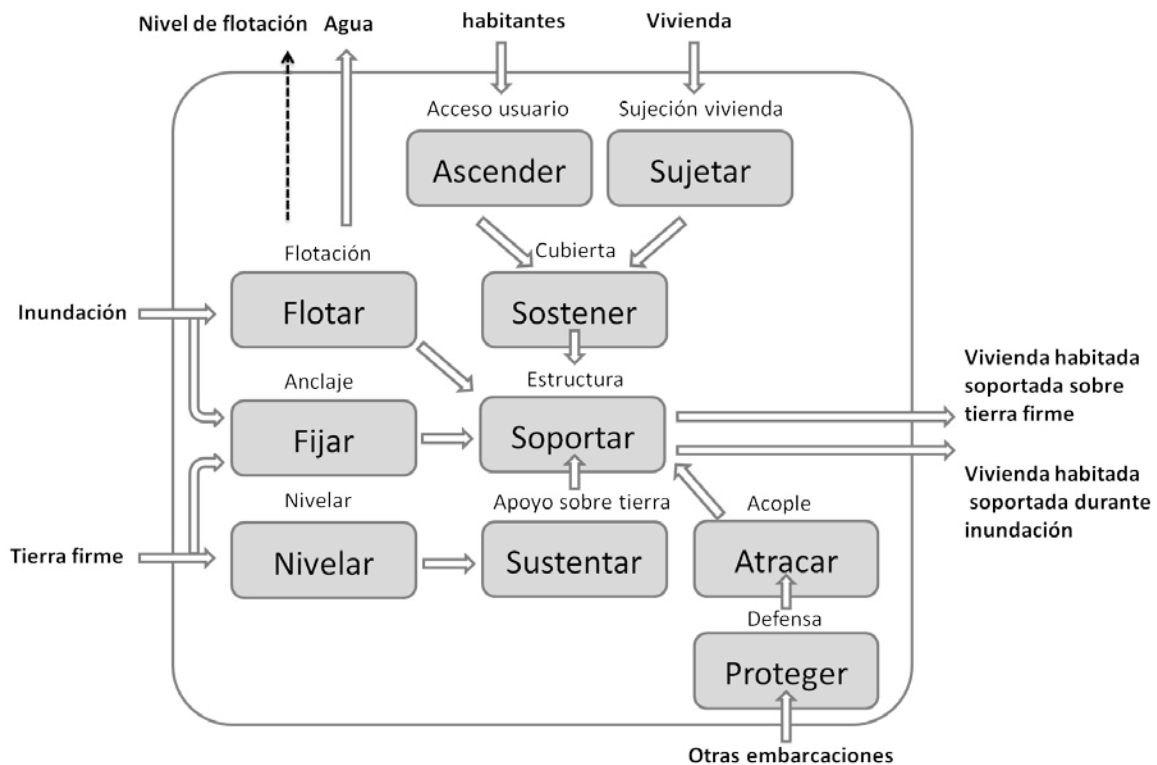 Nivel de flotación
Agua
habitantes
Vivienda
Acceso usuario
Sujeción vivienda
Ascender
Sujetar
Flotación
Cubierta
Inundación
Flotar
Sostener
Anclaje
Estructura
Vivienda habitada
soportada sobre
tierra firme
Fijar
Soportar
Vivienda habitada
soportada durante
inundación
Nivelar
Apoyo sobre tierra
Acople
Tierra firme
Nivelar
Sustentar
Atracar
Defensa
Proteger
Otras embarcaciones